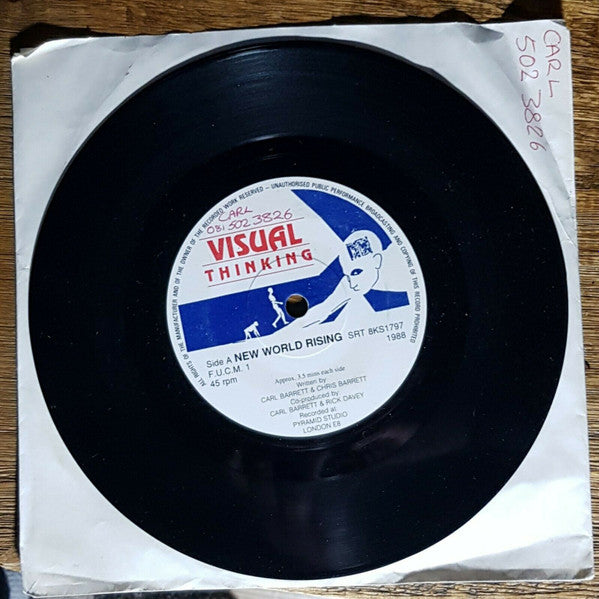 CARL
502 3826
ALL RIGHTS OF THE MANUFACTURER AND OF THE OWNER OF THE RECORDED WORK RESERVED – UNAUTHORISED PUBLIC PERFORMANCE BROADCASTING AND COPYING OF THIS RECORD PROHIBITED
CARL
081 502 3826
VISUAL
THINKING
Side A NEW WORLD RISING SRT 8KS1797
F.U.C.M. 1 1988
45 rpm
Approx. 3.5 mins each side
Written by
CARL BARRETT & CHRIS BARRETT
Co-produced by
CARL BARRETT & RICK DAVEY
Recorded at
PYRAMID STUDIO
LONDON E8